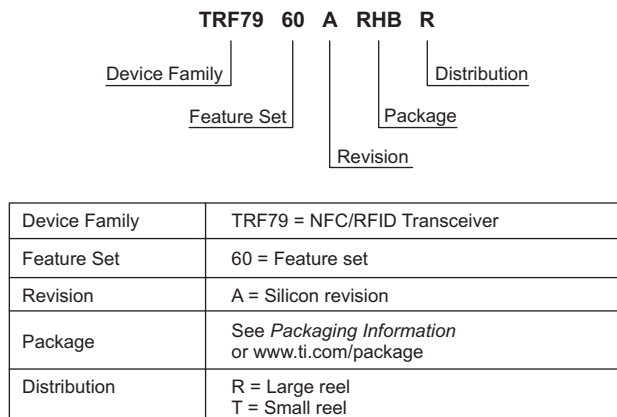 TRF79 60 A RHB R
Device Family
Distribution
Feature Set
Package
Revision
Device Family TRF79 = NFC/RFID Transceiver
Feature Set 60 = Feature set
Revision A = Silicon revision
Package See Packaging Information
or www.ti.com/package
Distribution R = Large reel
T = Small reel